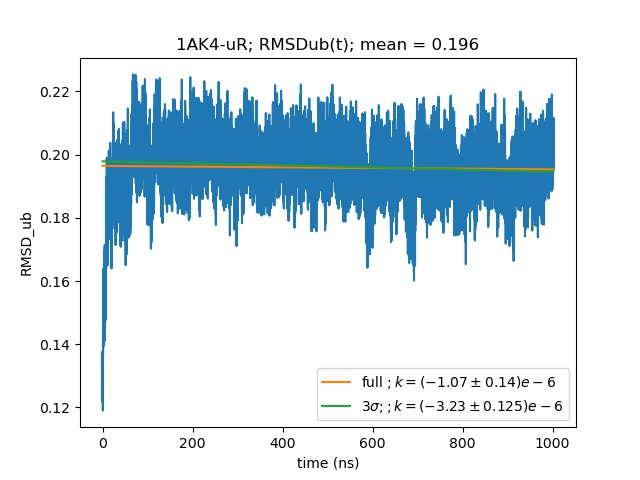 1AK4-uR; RMSDub(t); mean = 0.196
RMSD_ub
0.22
0.20
0.18
0.16
0.14
0.12
full ; k = (−1.07 ± 0.14)e − 6
3σ; ; k = (−3.23 ± 0.125)e − 6
0 200 400 600 800 1000
time (ns)